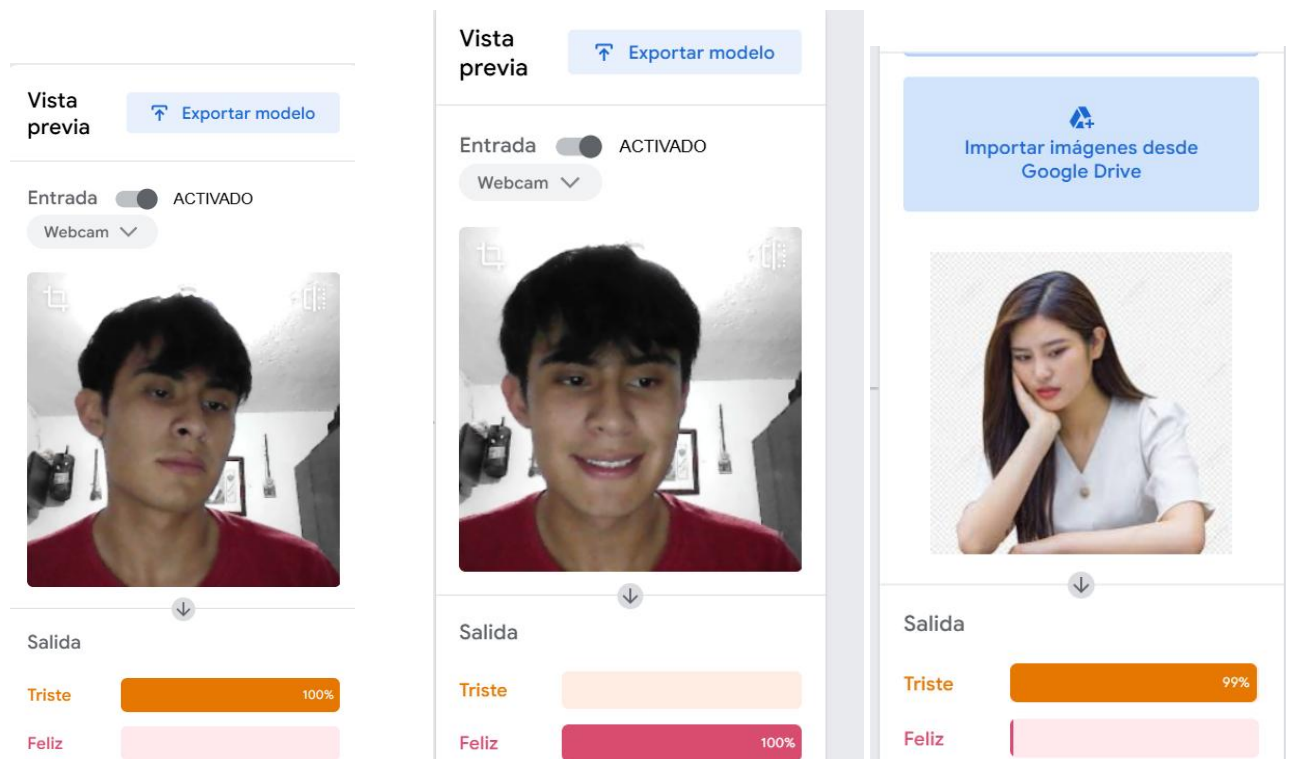 Vista
previa
Exportar modelo
Entrada
ACTIVADO
Webcam
Salida
Triste
100%
Feliz
Vista
previa
Exportar modelo
Entrada
ACTIVADO
Webcam
Salida
Triste
Feliz
100%
Importar imágenes desde
Google Drive
Salida
Triste
99%
Feliz